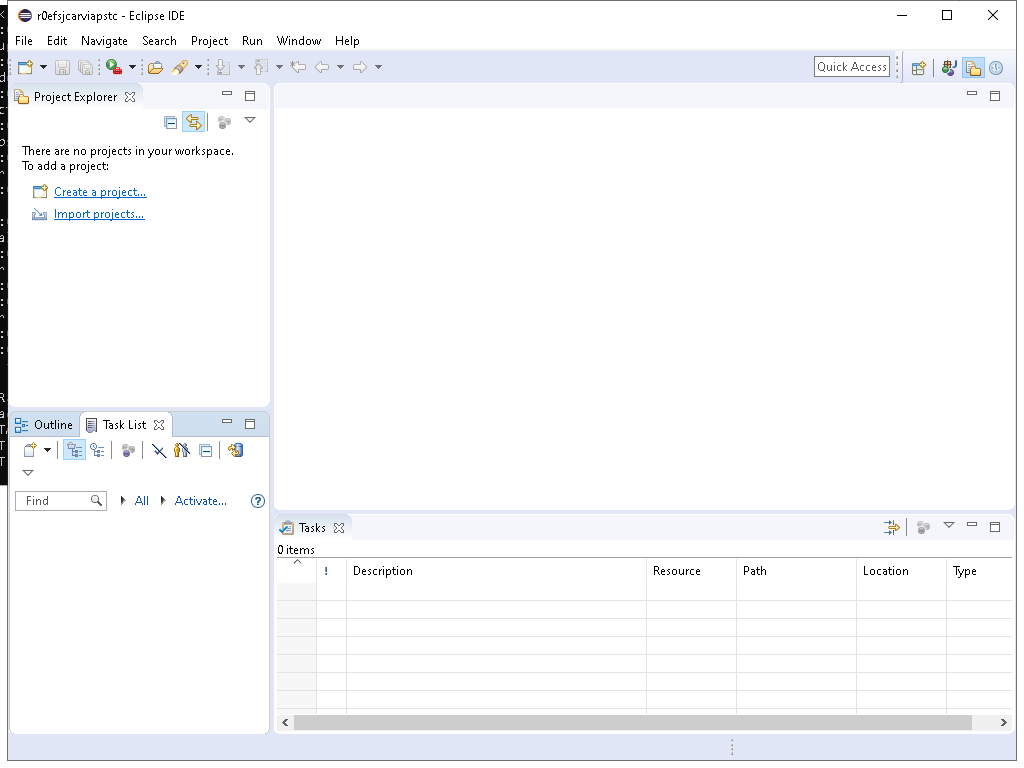 r0efsjcarviapstc - Eclipse IDE
File Edit Navigate Search Project Run Window Help
Quick Access
Project Explorer
There are no projects in your workspace.
To add a project:
Create a project...
Import projects...
Outline Task List
Find All Activate...
Tasks
0 items
! Description Resource Path Location Type